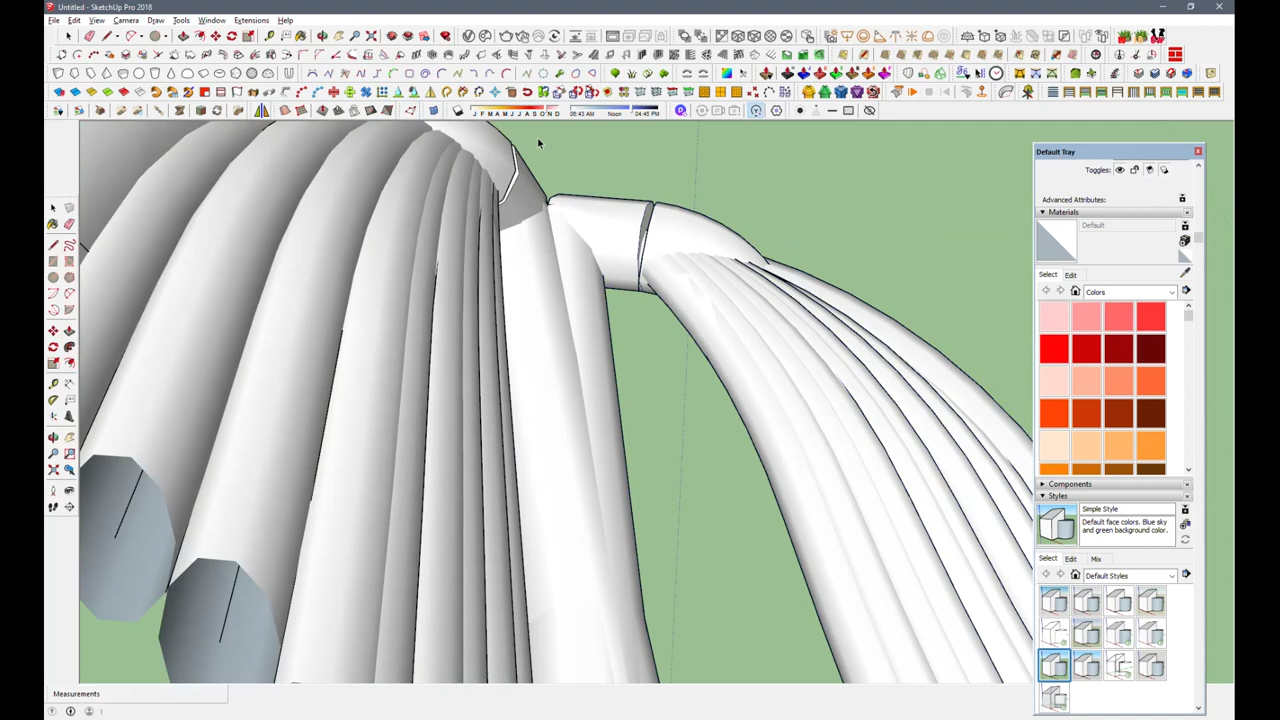 Untitled - SketchUp Pro 2018
File Edit View Camera Draw Tools Window Extensions Help
J F M A M J J A S O N D
06:43 AM Noon 04:45 PM
Default Tray
Toggles:
Advanced Attributes:
Materials
Default
Select Edit
Colors
Components
Styles
Simple Style
Default face colors. Blue sky
and green background color.
Select Edit Mix
Default Styles
Measurements